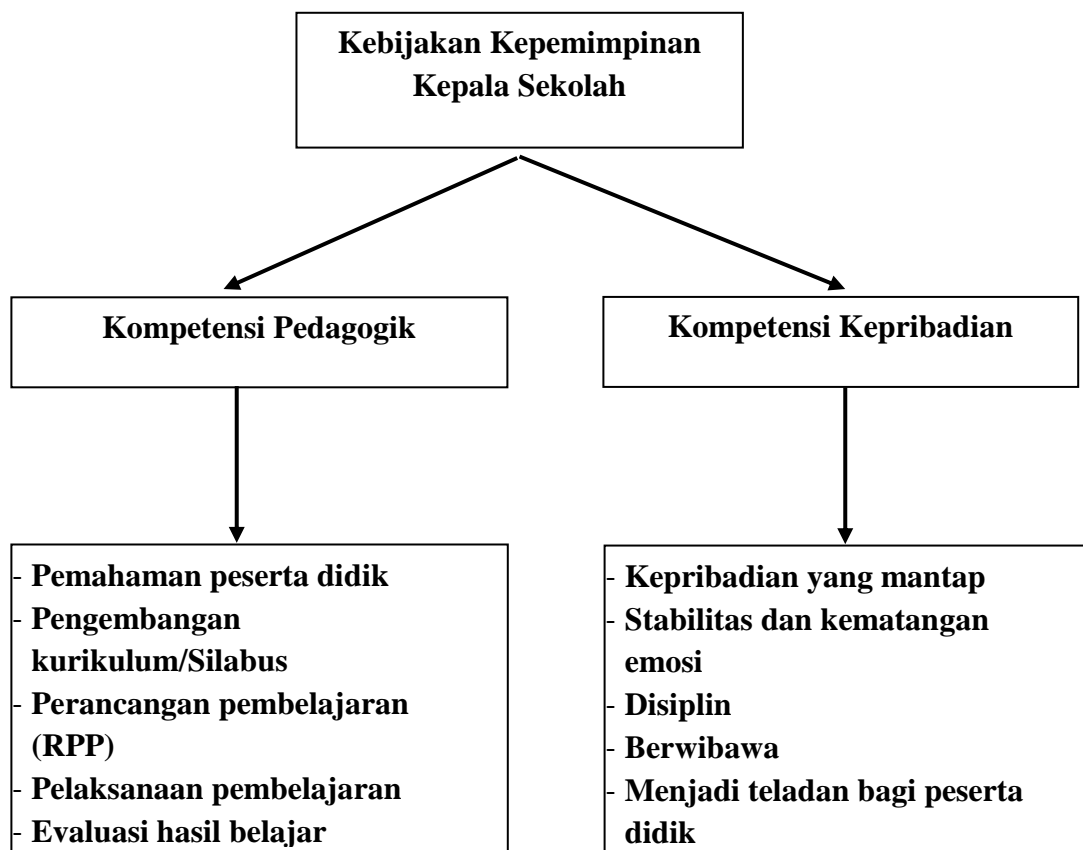 Kebijakan Kepemimpinan
Kepala Sekolah
Kompetensi Pedagogik
Kompetensi Kepribadian
- Pemahaman peserta didik
- Pengembangan
kurikulum/Silabus
- Perancangan pembelajaran
(RPP)
- Pelaksanaan pembelajaran
- Evaluasi hasil belajar
- Kepribadian yang mantap
- Stabilitas dan kematangan
emosi
- Disiplin
- Berwibawa
- Menjadi teladan bagi peserta
didik